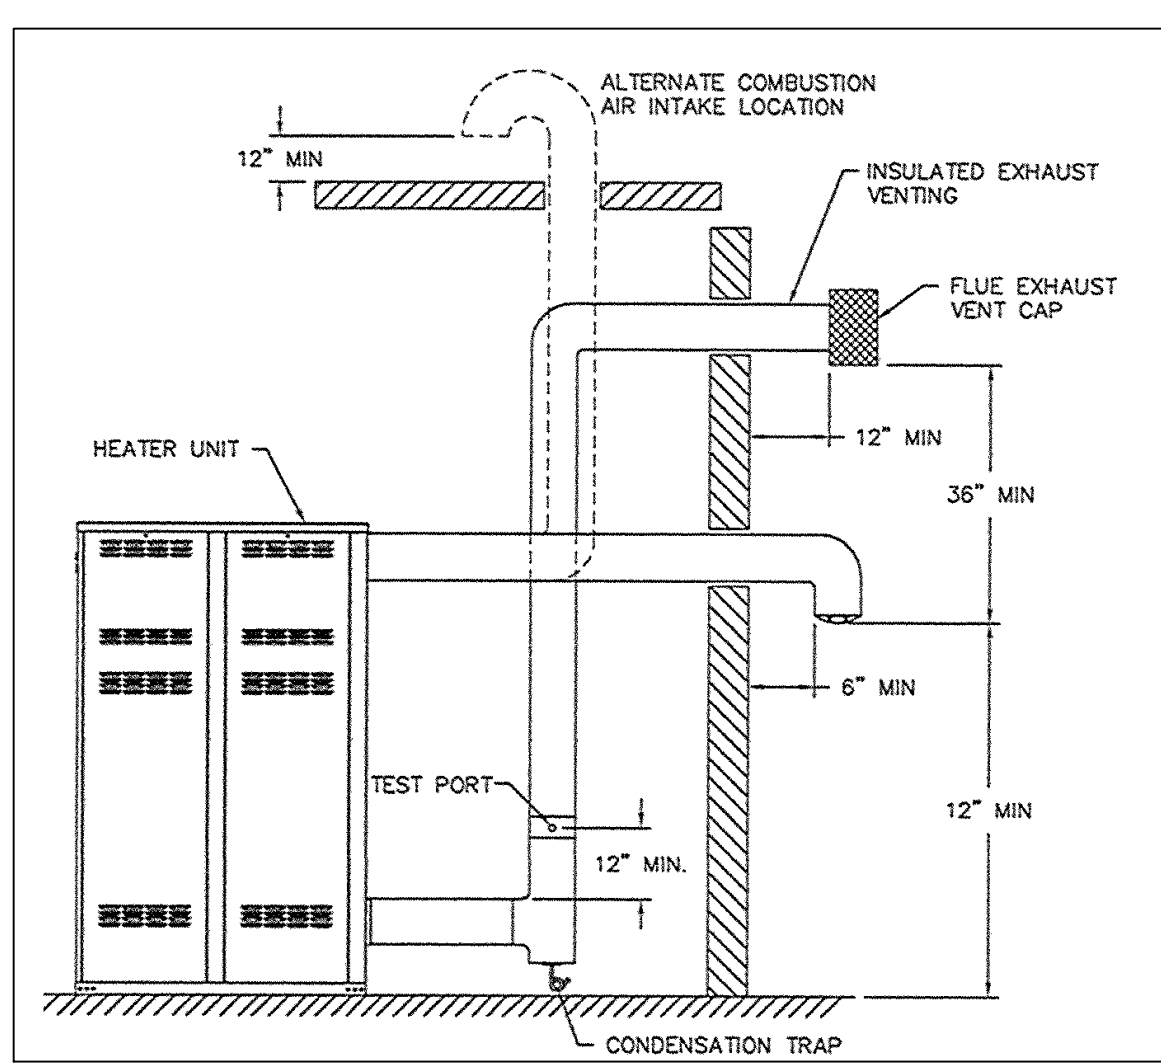 ALTERNATE COMBUSTION
AIR INTAKE LOCATION
12" MIN
INSULATED EXHAUST
VENTING
FLUE EXHAUST
VENT CAP
12" MIN
HEATER UNIT
36" MIN
6" MIN
TEST PORT
12" MIN
12" MIN.
CONDENSATION TRAP